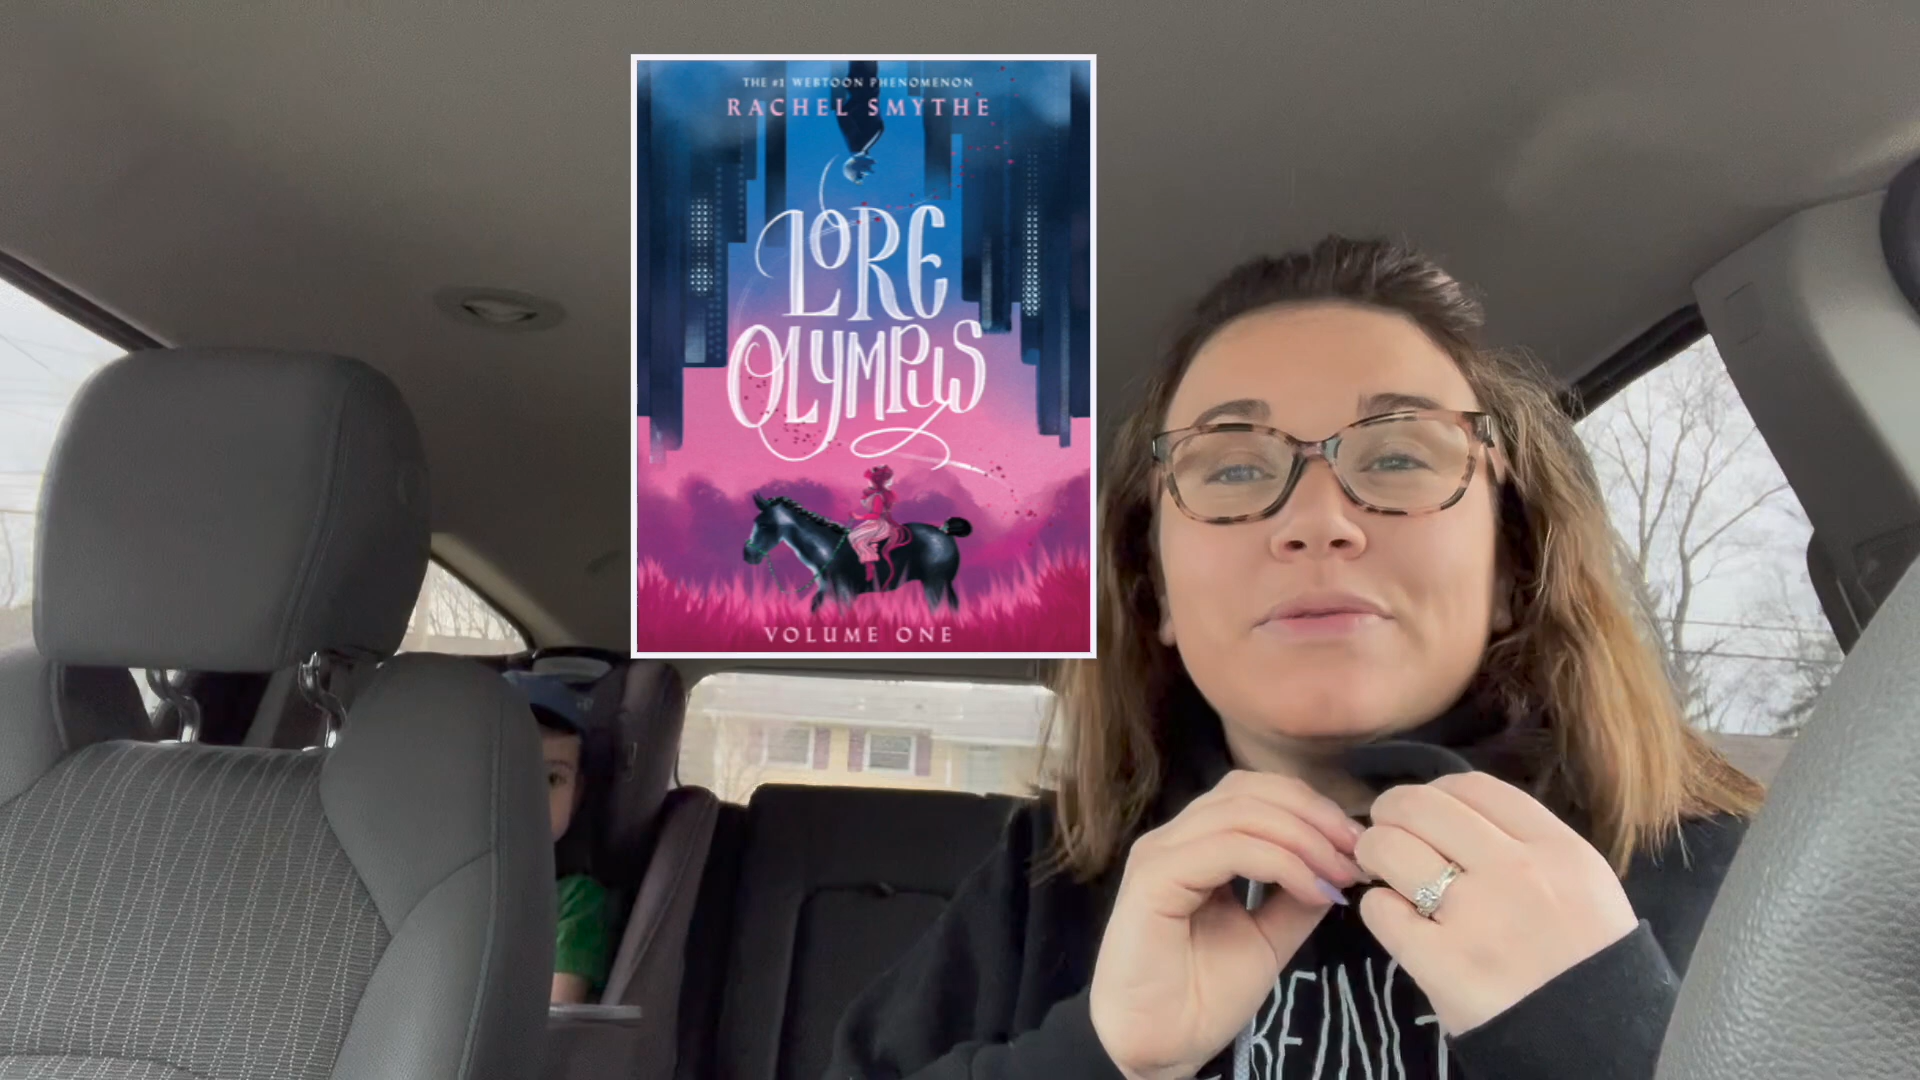 THE #1 WEBTOON PHENOMENON
RACHEL SMYTHE
LORE
OLYMPUS
VOLUME ONE